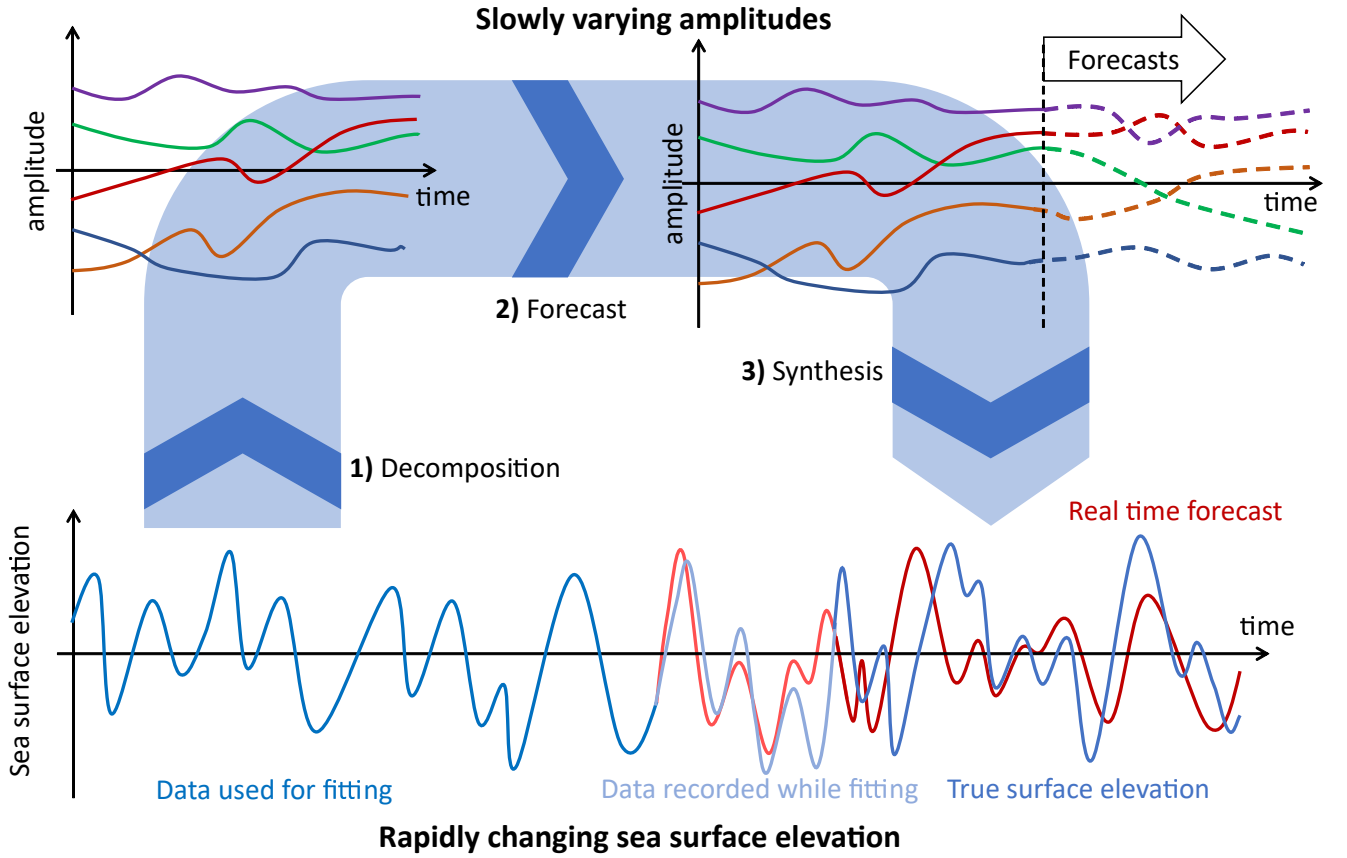 Slowly varying amplitudes
Forecasts
amplitude
time
amplitude
time
2) Forecast
3) Synthesis
1) Decomposition
Real time forecast
Sea surface elevation
time
Data used for fitting
Data recorded while fitting
True surface elevation
Rapidly changing sea surface elevation